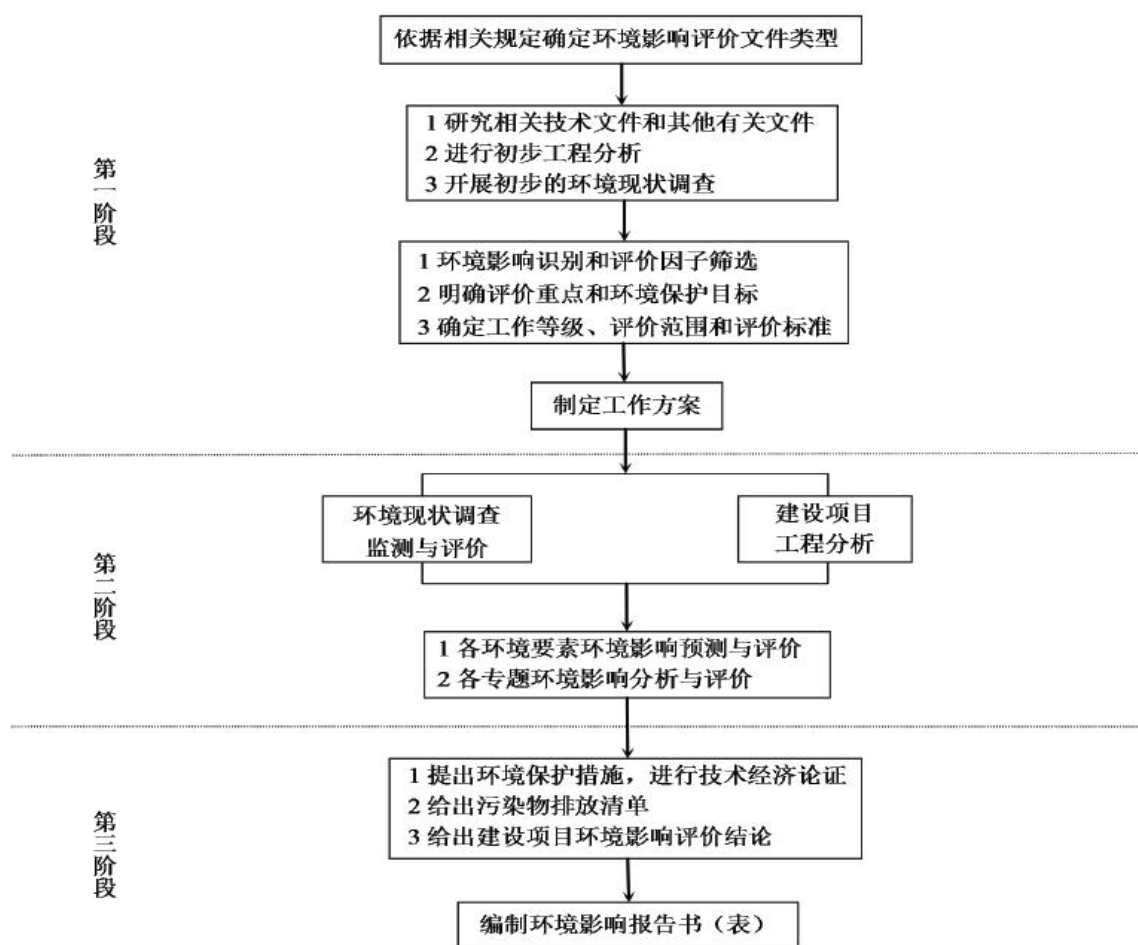 依据相关规定确定环境影响评价文件类型
1 研究相关技术文件和其他有关文件
2 进行初步工程分析
3 开展初步的环境现状调查
第一阶段
1 环境影响识别和评价因子筛选
2 明确评价重点和环境保护目标
3 确定工作等级、评价范围和评价标准
制定工作方案
环境现状调查
监测与评价
建设项目
工程分析
第二阶段
1 各环境要素环境影响预测与评价
2 各专题环境影响分析与评价
1 提出环境保护措施，进行技术经济论证
2 给出污染物排放清单
3 给出建设项目环境影响评价结论
第三阶段
编制环境影响报告书（表）